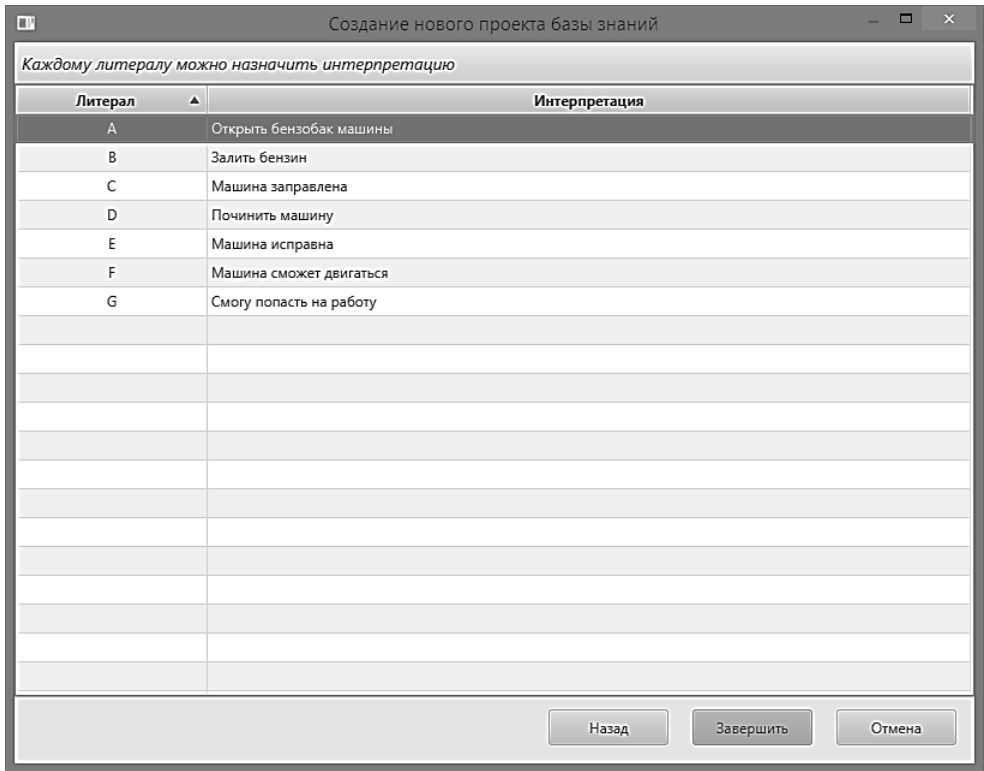 Создание нового проекта базы знаний
Каждому литералу можно назначить интерпретацию
Литерал Интерпретация
A Открыть бензобак машины
B Залить бензин
C Машина заправлена
D Починить машину
E Машина исправна
F Машина сможет двигаться
G Смогу попасть на работу
Назад Завершить Отмена